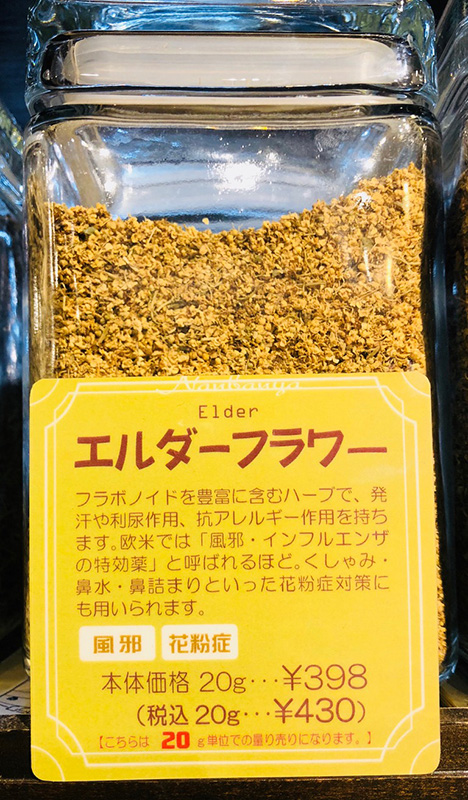 Elder
エルダーフラワー
フラボノイドを豊富に含むハーブで、発
汗や利尿作用、抗アレルギー作用を持ち
ます。欧米では「風邪・インフルエンザ
の特効薬」と呼ばれるほど。くしゃみ・
鼻水・鼻詰まりといった花粉症対策に
も用いられます。
風邪 花粉症
本体価格 20g…¥398
(税込20g…¥430)
【こちらは 20 g単位での量り売りになります。】